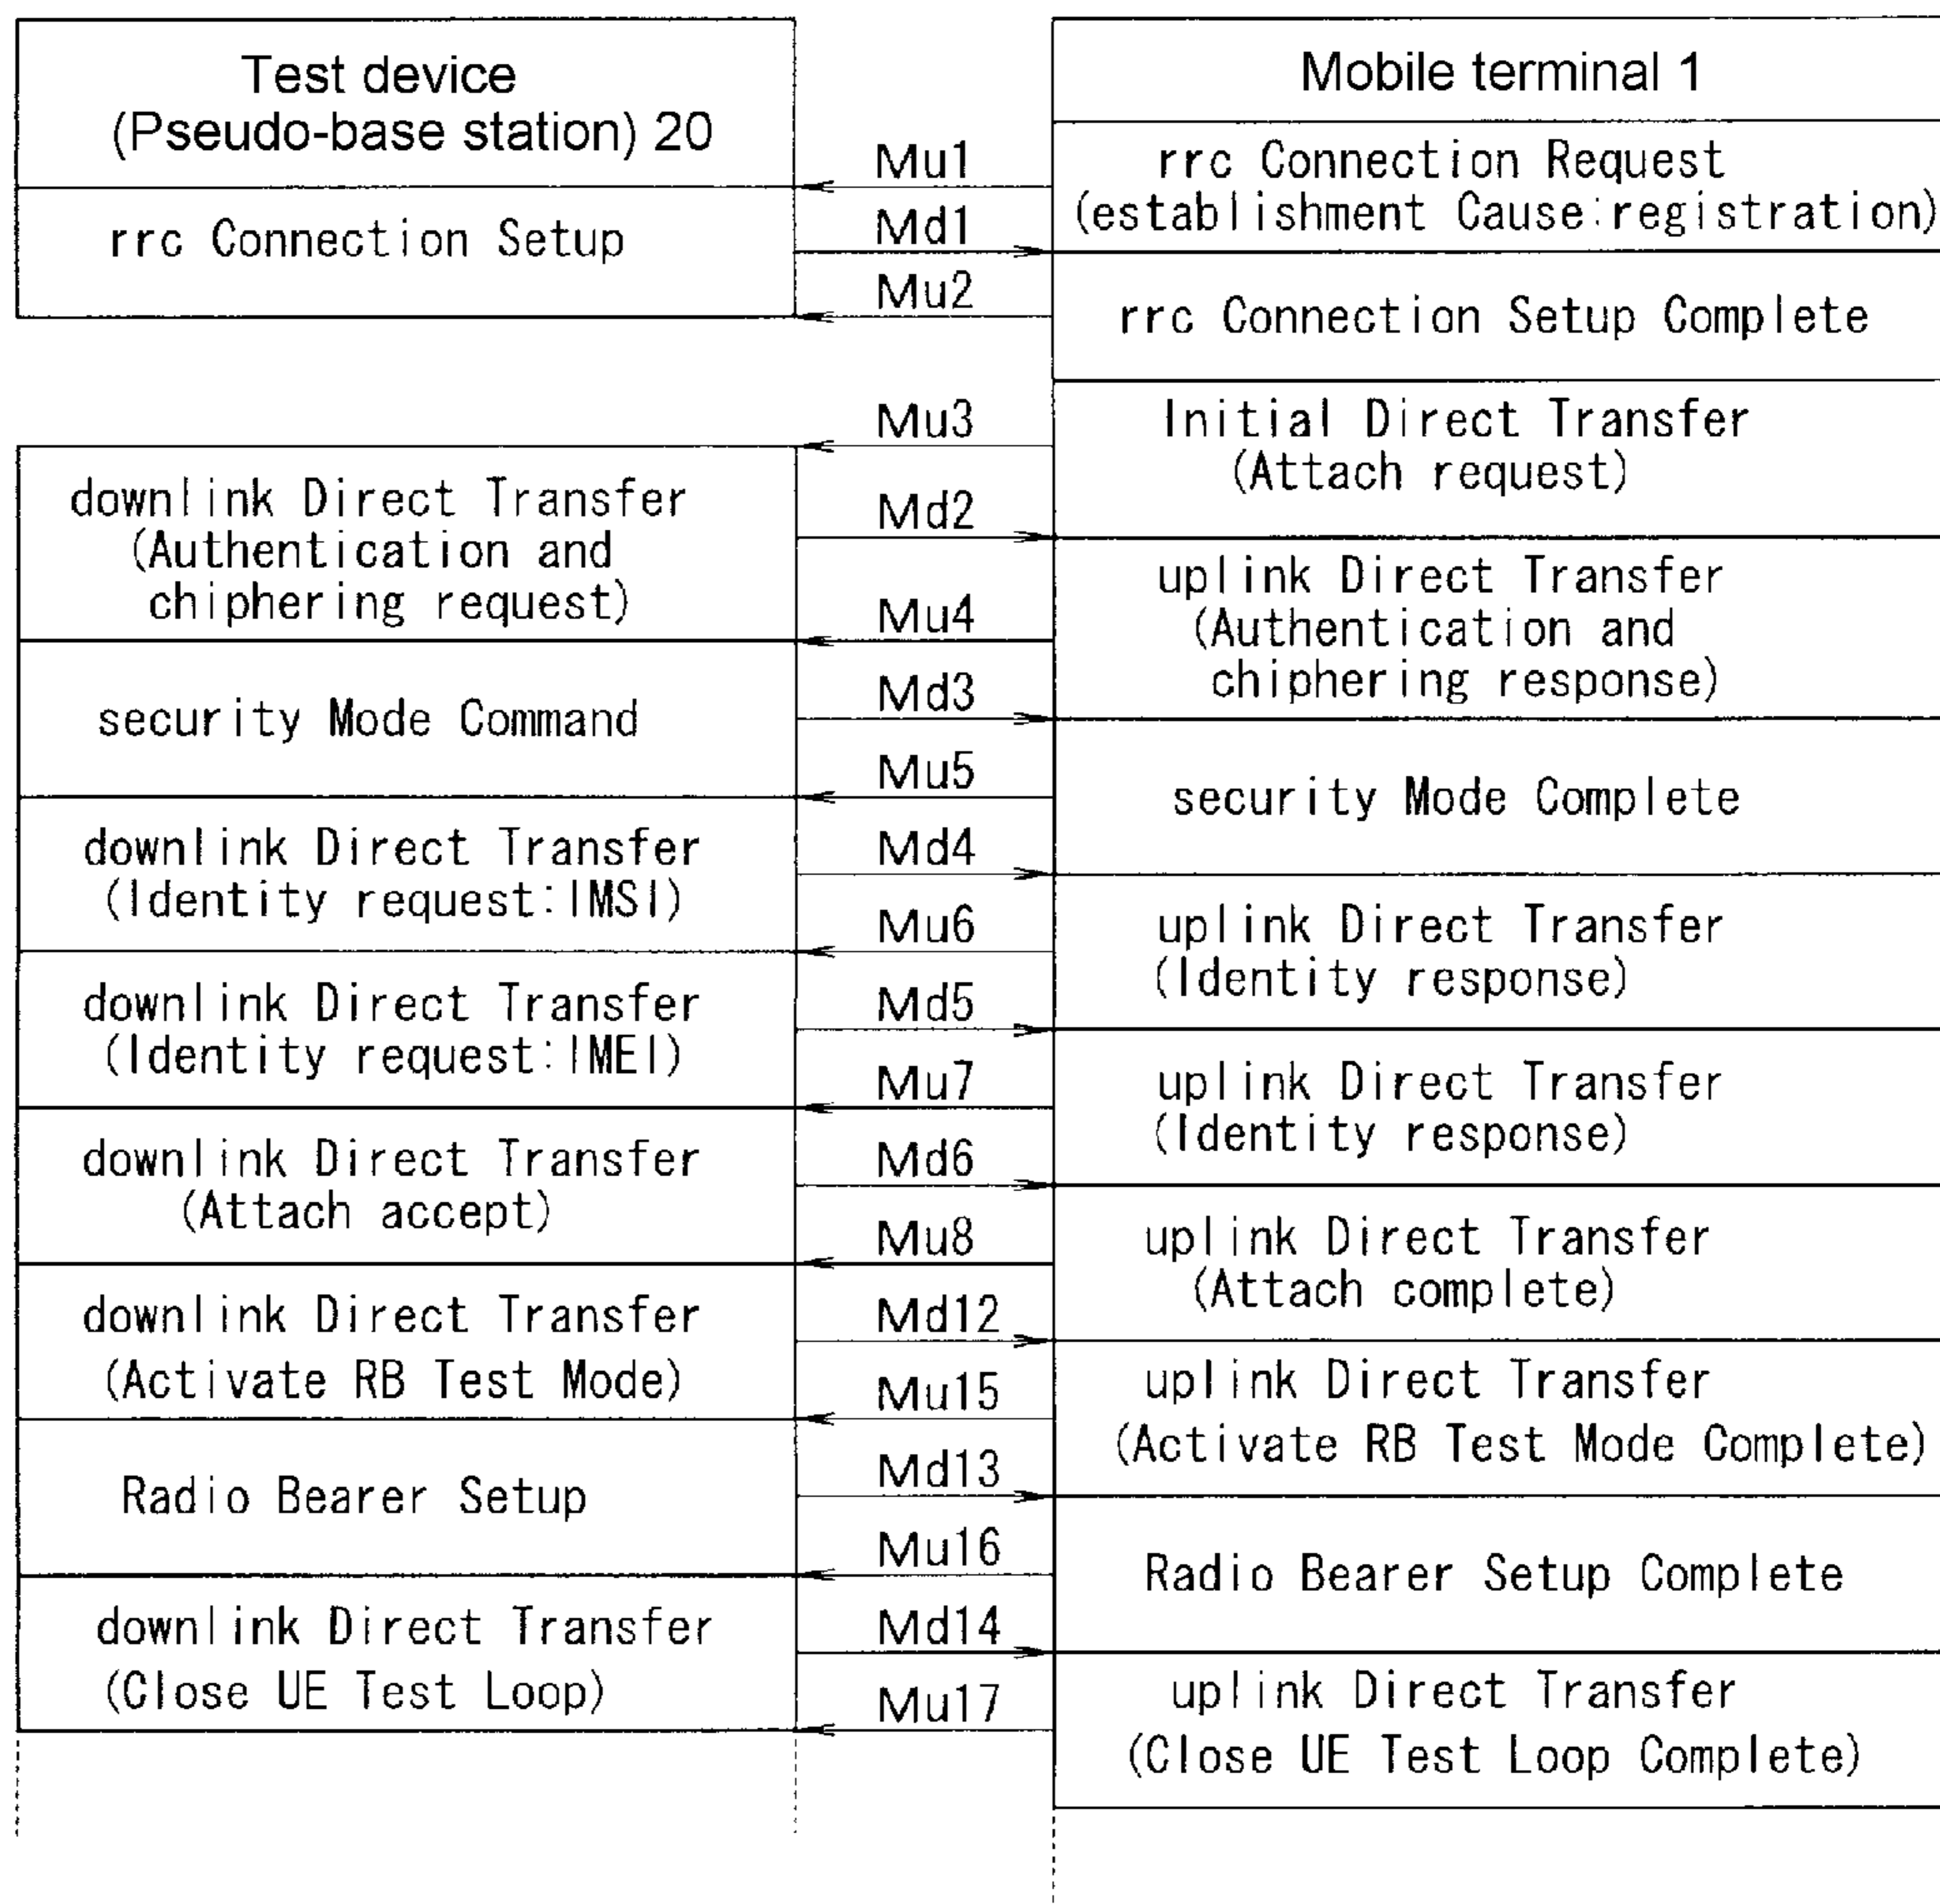 Test device
(Pseudo-base station) 20
Mobile terminal 1
Mu1
rrc Connection Request
(establishment Cause:registration)
rrc Connection Setup
Md1
Mu2
rrc Connection Setup Complete
Mu3
Initial Direct Transfer
(Attach request)
downlink Direct Transfer
(Authentication and
chiphering request)
Md2
uplink Direct Transfer
(Authentication and
chiphering response)
Mu4
security Mode Command
Md3
Mu5
security Mode Complete
downlink Direct Transfer
(Identity request:IMSI)
Md4
Mu6
uplink Direct Transfer
(Identity response)
downlink Direct Transfer
(Identity request:IMEI)
Md5
Mu7
uplink Direct Transfer
(Identity response)
downlink Direct Transfer
(Attach accept)
Md6
Mu8
uplink Direct Transfer
(Attach complete)
downlink Direct Transfer
(Activate RB Test Mode)
Md12
Mu15
uplink Direct Transfer
(Activate RB Test Mode Complete)
Radio Bearer Setup
Md13
Mu16
Radio Bearer Setup Complete
downlink Direct Transfer
(Close UE Test Loop)
Md14
Mu17
uplink Direct Transfer
(Close UE Test Loop Complete)